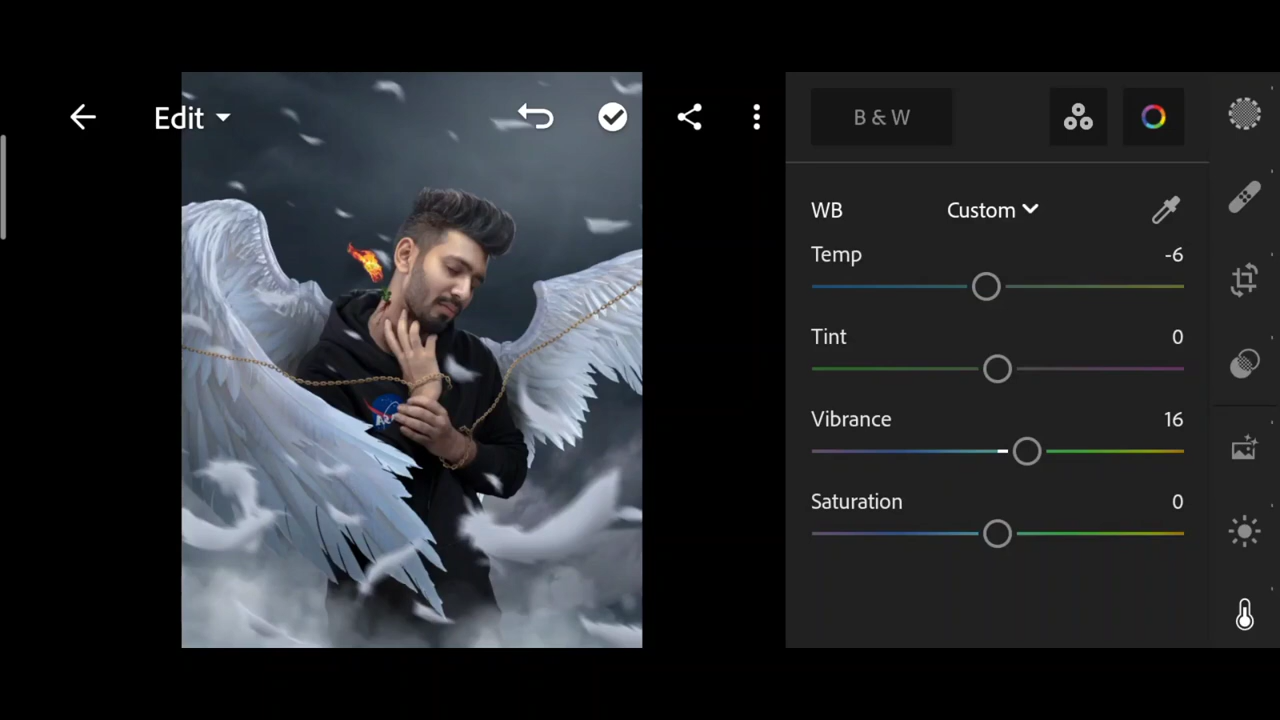 Edit
B & W
WB Custom
Temp -6
Tint 0
Vibrance 16
Saturation 0